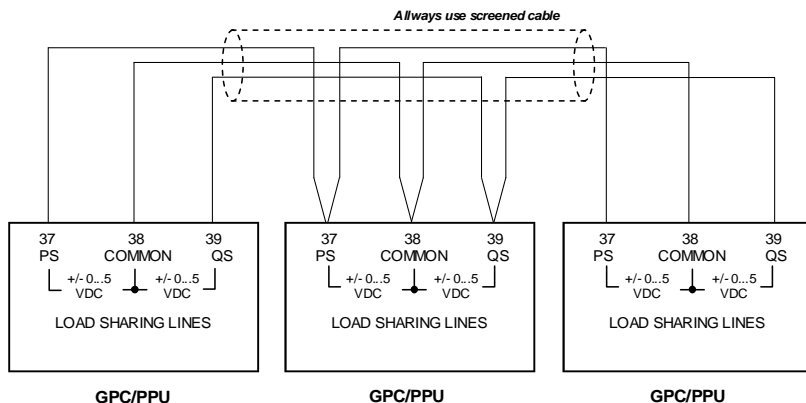 Allways use screened cable
37 38 39
PS COMMON QS
+/- 0...5 +/- 0...5
VDC VDC
LOAD SHARING LINES
GPC/PPU
37 38 39
PS COMMON QS
+/- 0...5 +/- 0...5
VDC VDC
LOAD SHARING LINES
GPC/PPU
37 38 39
PS COMMON QS
+/- 0...5 +/- 0...5
VDC VDC
LOAD SHARING LINES
GPC/PPU